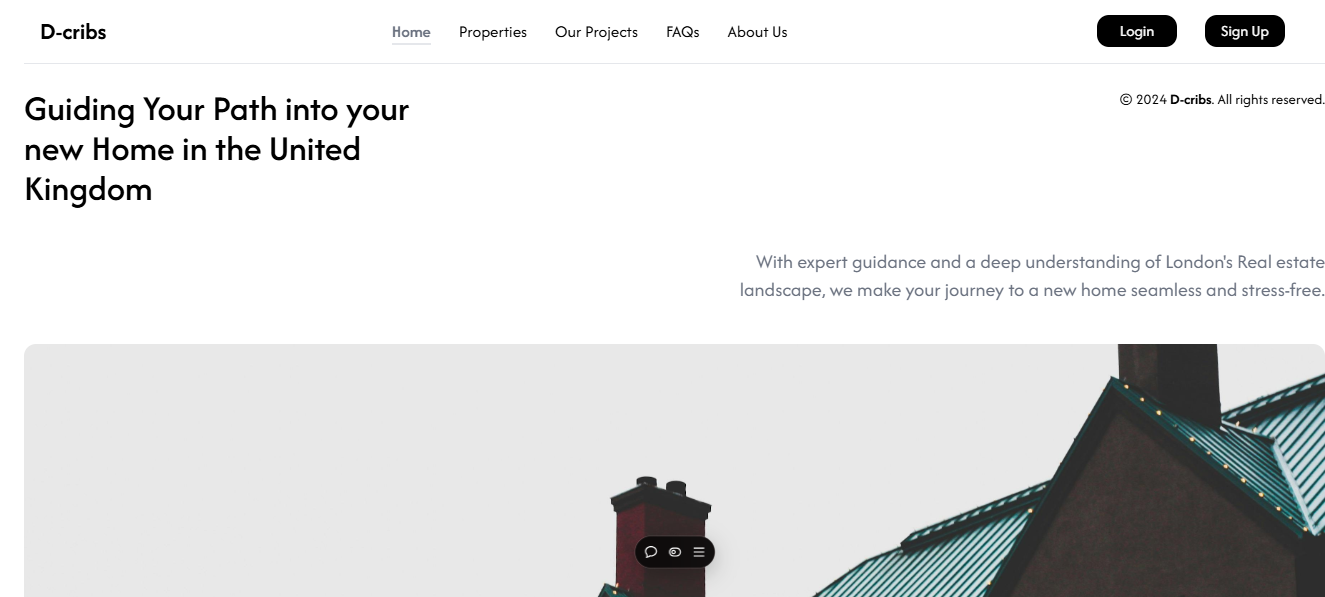 D-cribs
Home
Properties
Our Projects
FAQs
About Us
Login
Sign Up
Guiding Your Path into your
new Home in the United
Kingdom
© 2024 D-cribs. All rights reserved.
With expert guidance and a deep understanding of London's Real estate
landscape, we make your journey to a new home seamless and stress-free.